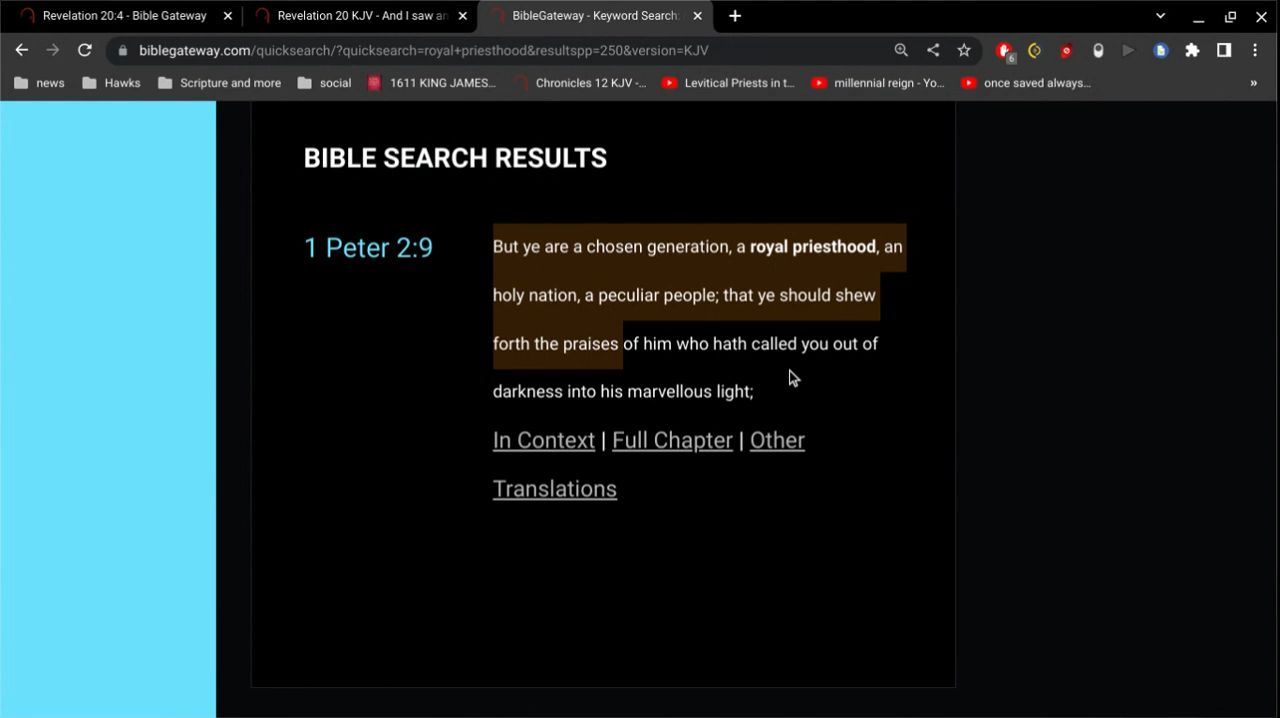 Revelation 20:4 - Bible Gateway
Revelation 20 KJV - And I saw an
BibleGateway - Keyword Search:
biblegateway.com/quicksearch/?quicksearch=royal+priesthood&resultspp=250&version=KJV
6
news
Hawks
Scripture and more
social
1611 KING JAMES...
Chronicles 12 KJV -...
Levitical Priests in t...
millennial reign - Yo...
once saved always...
»
BIBLE SEARCH RESULTS
1 Peter 2:9
But ye are a chosen generation, a royal priesthood, an
holy nation, a peculiar people; that ye should shew
forth the praises of him who hath called you out of
darkness into his marvellous light;
In Context | Full Chapter | Other
Translations